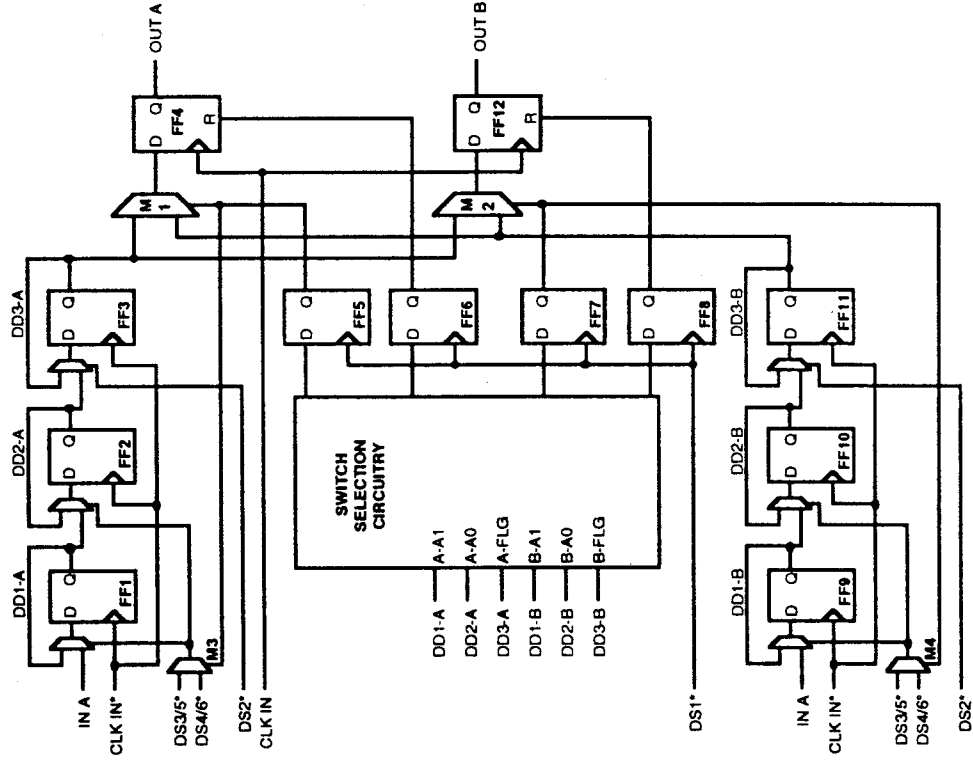 DD1-A
DD2-A
DD3-A
D Q
FF1
D Q
FF2
D Q
FF3
M
1
D Q
FF4
R
OUT A
IN A
CLK IN*
DS3/5*
DS4/6*
M3
DS2*
CLK IN
SWITCH
SELECTION
CIRCUITRY
DD1-A A-A1
DD2-A A-A0
DD3-A A-FLG
DD1-B B-A1
DD2-B B-A0
DD3-B B-FLG
D Q
FF5
D Q
FF6
D Q
FF7
D Q
FF8
M
2
D Q
FF12
R
OUT B
DS1*
DD1-B
DD2-B
DD3-B
D Q
FF9
D Q
FF10
D Q
FF11
IN A
CLK IN*
DS3/5*
DS4/6*
M4
DS2*